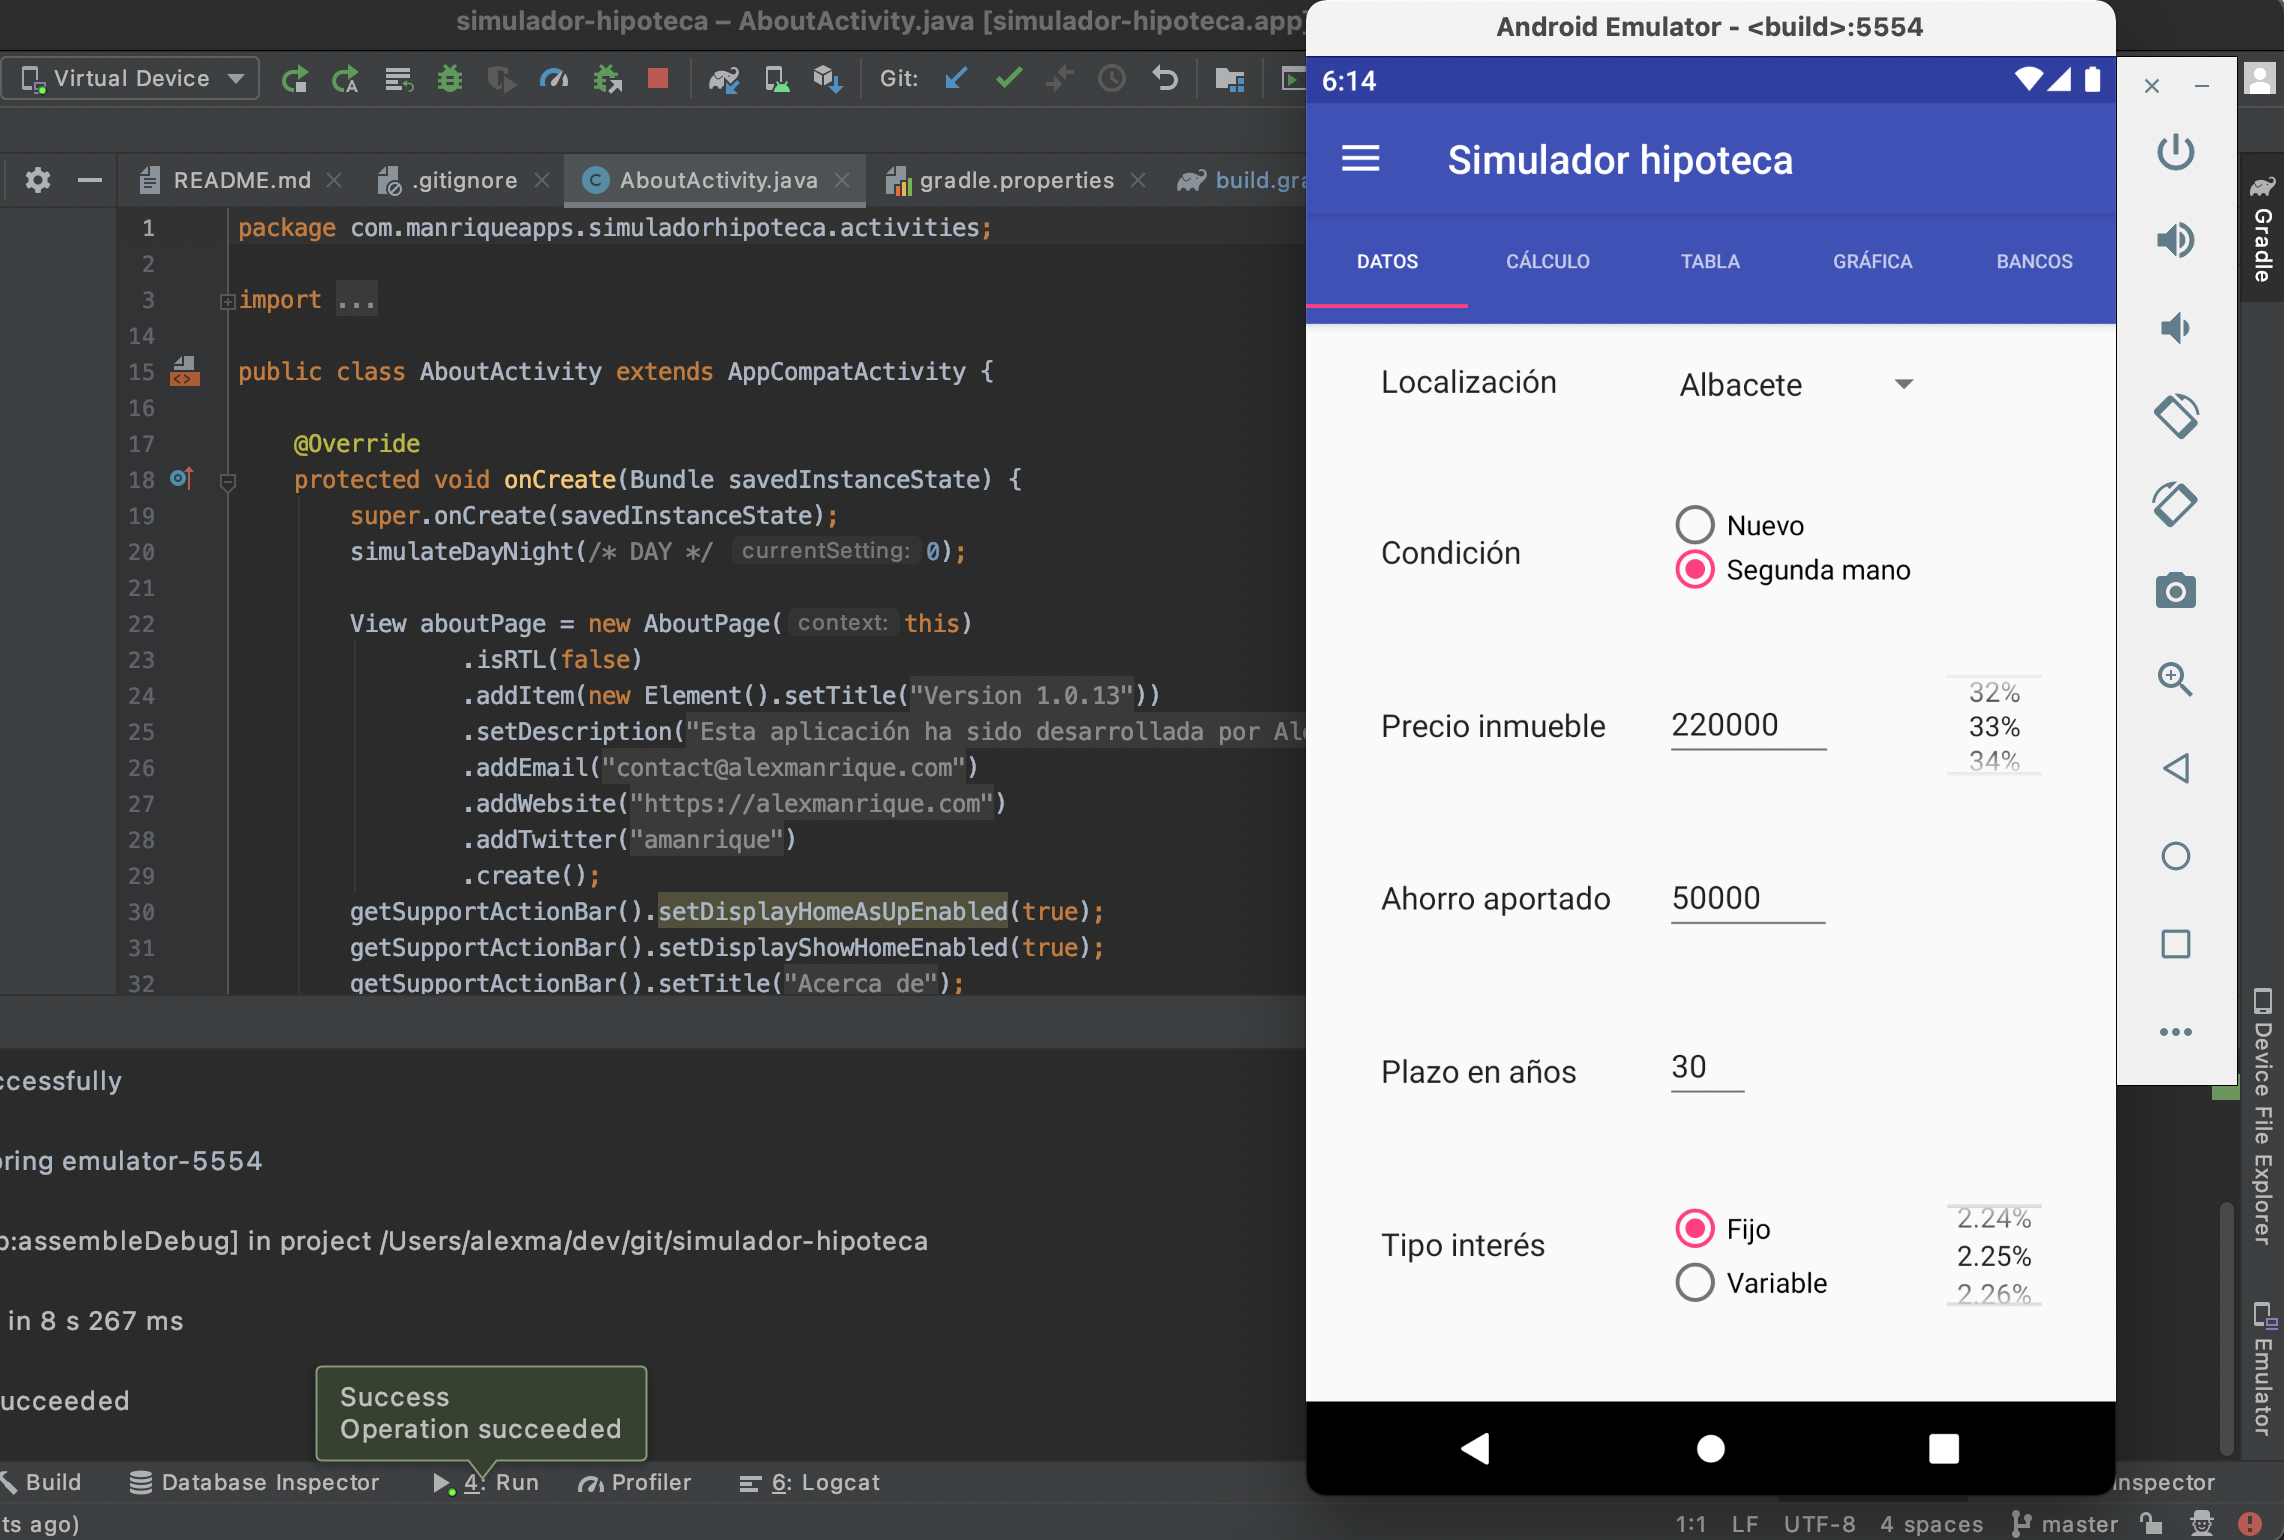 simulador-hipoteca – AboutActivity.java [simulador-hipoteca.app]
Virtual Device
Git:
README.md
.gitignore
AboutActivity.java
gradle.properties
build.gra
1 package com.manriqueapps.simuladorhipoteca.activities;
2
3 import ...
14
15 public class AboutActivity extends AppCompatActivity {
16
17 @Override
18 protected void onCreate(Bundle savedInstanceState) {
19 super.onCreate(savedInstanceState);
20 simulateDayNight(/* DAY */ currentSetting: 0);
21
22 View aboutPage = new AboutPage( context: this)
23 .isRTL(false)
24 .addItem(new Element().setTitle("Version 1.0.13"))
25 .setDescription("Esta aplicación ha sido desarrollada por Al
26 .addEmail("contact@alexmanrique.com")
27 .addWebsite("https://alexmanrique.com")
28 .addTwitter("amanrique")
29 .create();
30 getSupportActionBar().setDisplayHomeAsUpEnabled(true);
31 getSupportActionBar().setDisplayShowHomeEnabled(true);
32 getSupportActionBar().setTitle("Acerca de");
ccessfully
oring emulator-5554
p:assembleDebug] in project /Users/alexma/dev/git/simulador-hipoteca
in 8 s 267 ms
ucceeded
Success
Operation succeeded
Build
Database Inspector
4: Run
Profiler
6: Logcat
nspector
ts ago)
1:1 LF UTF-8 4 spaces master
Android Emulator - <build>:5554
6:14
Simulador hipoteca
DATOS CÁLCULO TABLA GRÁFICA BANCOS
Localización Albacete
Condición
Nuevo
Segunda mano
Precio inmueble 220000
32%
33%
34%
Ahorro aportado 50000
Plazo en años 30
Tipo interés
Fijo
Variable
2.24%
2.25%
2.26%
Gradle
Device File Explorer
Emulator